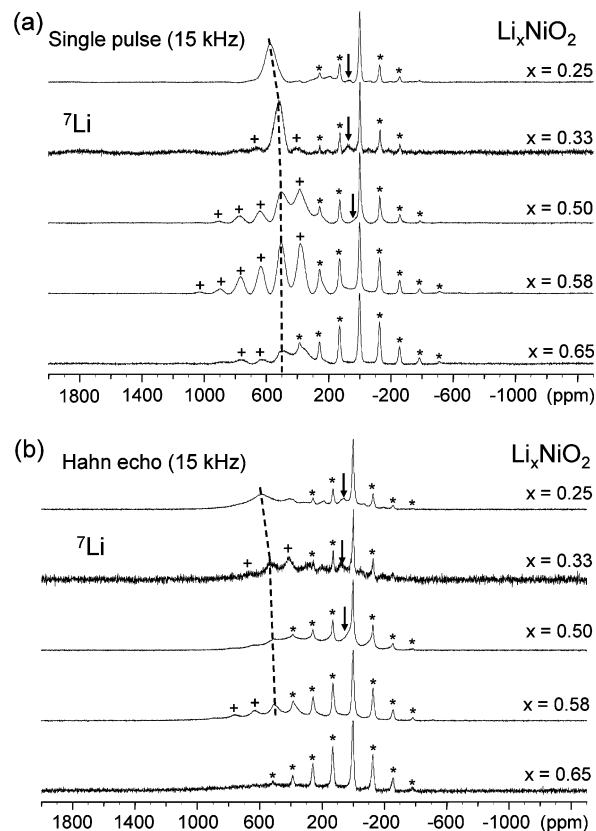 (a)
Single pulse (15 kHz)
LixNiO2
x = 0.25
7Li
x = 0.33
x = 0.50
x = 0.58
x = 0.65
1800 1400 1000 600 200 -200 -600 -1000 (ppm)
(b)
Hahn echo (15 kHz)
LixNiO2
x = 0.25
7Li
x = 0.33
x = 0.50
x = 0.58
x = 0.65
1800 1400 1000 600 200 -200 -600 -1000 (ppm)